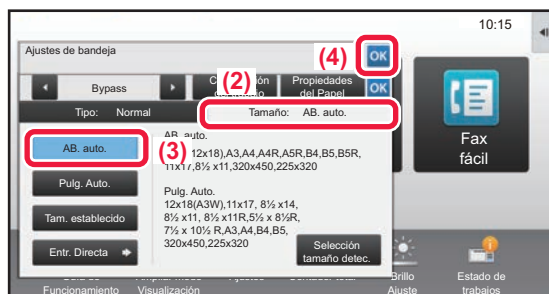 10:15
Ajustes de bandeja
(4)
OK
Bypass
(2)
Propiedades
del Papel
OK
Tipo: Normal
Tamaño: AB. auto.
AB. auto.
(3)
AB. auto.
12x18),A3,A4,A4R,A5R,B4,B5,B5R,
11x17,8½ x11,320x450,225x320
Pulg. Auto.
Pulg. Auto.
12x18(A3W),11x17, 8½ x14,
8½ x11, 8½ x11R,5½ x 8½R,
7½ x 10½ R,A3,A4,B4,B5,
320x450,225x320
Tam. establecido
Entr. Directa
Selección
tamaño detec.
Fax
fácil
Funcionamiento
Visualización
Brillo
Ajuste
Estado de
trabajos